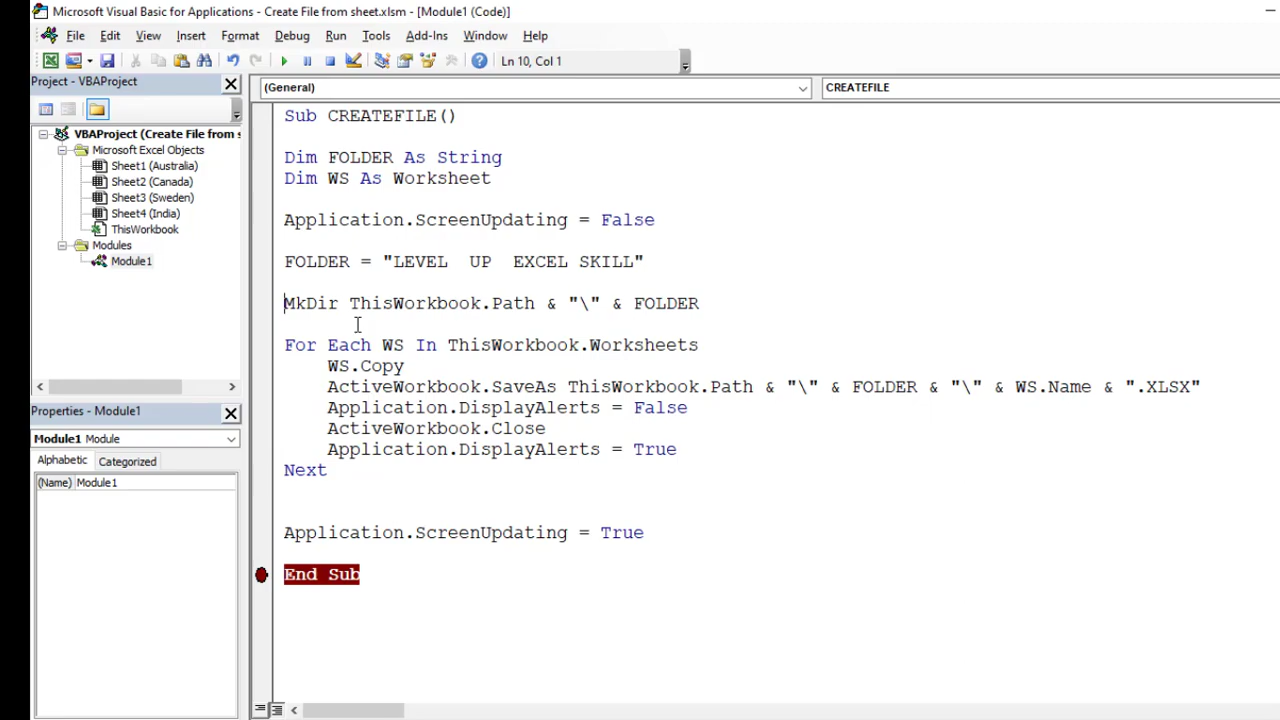 Microsoft Visual Basic for Applications - Create File from sheet.xlsm - [Module1 (Code)]
File Edit View Insert Format Debug Run Tools Add-Ins Window Help
Ln 10, Col 1
Project - VBAProject
(General) CREATEFILE
VBAProject (Create File from s
Microsoft Excel Objects
Sheet1 (Australia)
Sheet2 (Canada)
Sheet3 (Sweden)
Sheet4 (India)
ThisWorkbook
Modules
Module1
Properties - Module1
Module1 Module
Alphabetic Categorized
(Name) Module1
Sub CREATEFILE()
Dim FOLDER As String
Dim WS As Worksheet
Application.ScreenUpdating = False
FOLDER = "LEVEL  UP  EXCEL SKILL"
MkDir ThisWorkbook.Path & "\" & FOLDER
For Each WS In ThisWorkbook.Worksheets
    WS.Copy
    ActiveWorkbook.SaveAs ThisWorkbook.Path & "\" & FOLDER & "\" & WS.Name & ".XLSX"
    Application.DisplayAlerts = False
    ActiveWorkbook.Close
    Application.DisplayAlerts = True
Next
Application.ScreenUpdating = True
End Sub